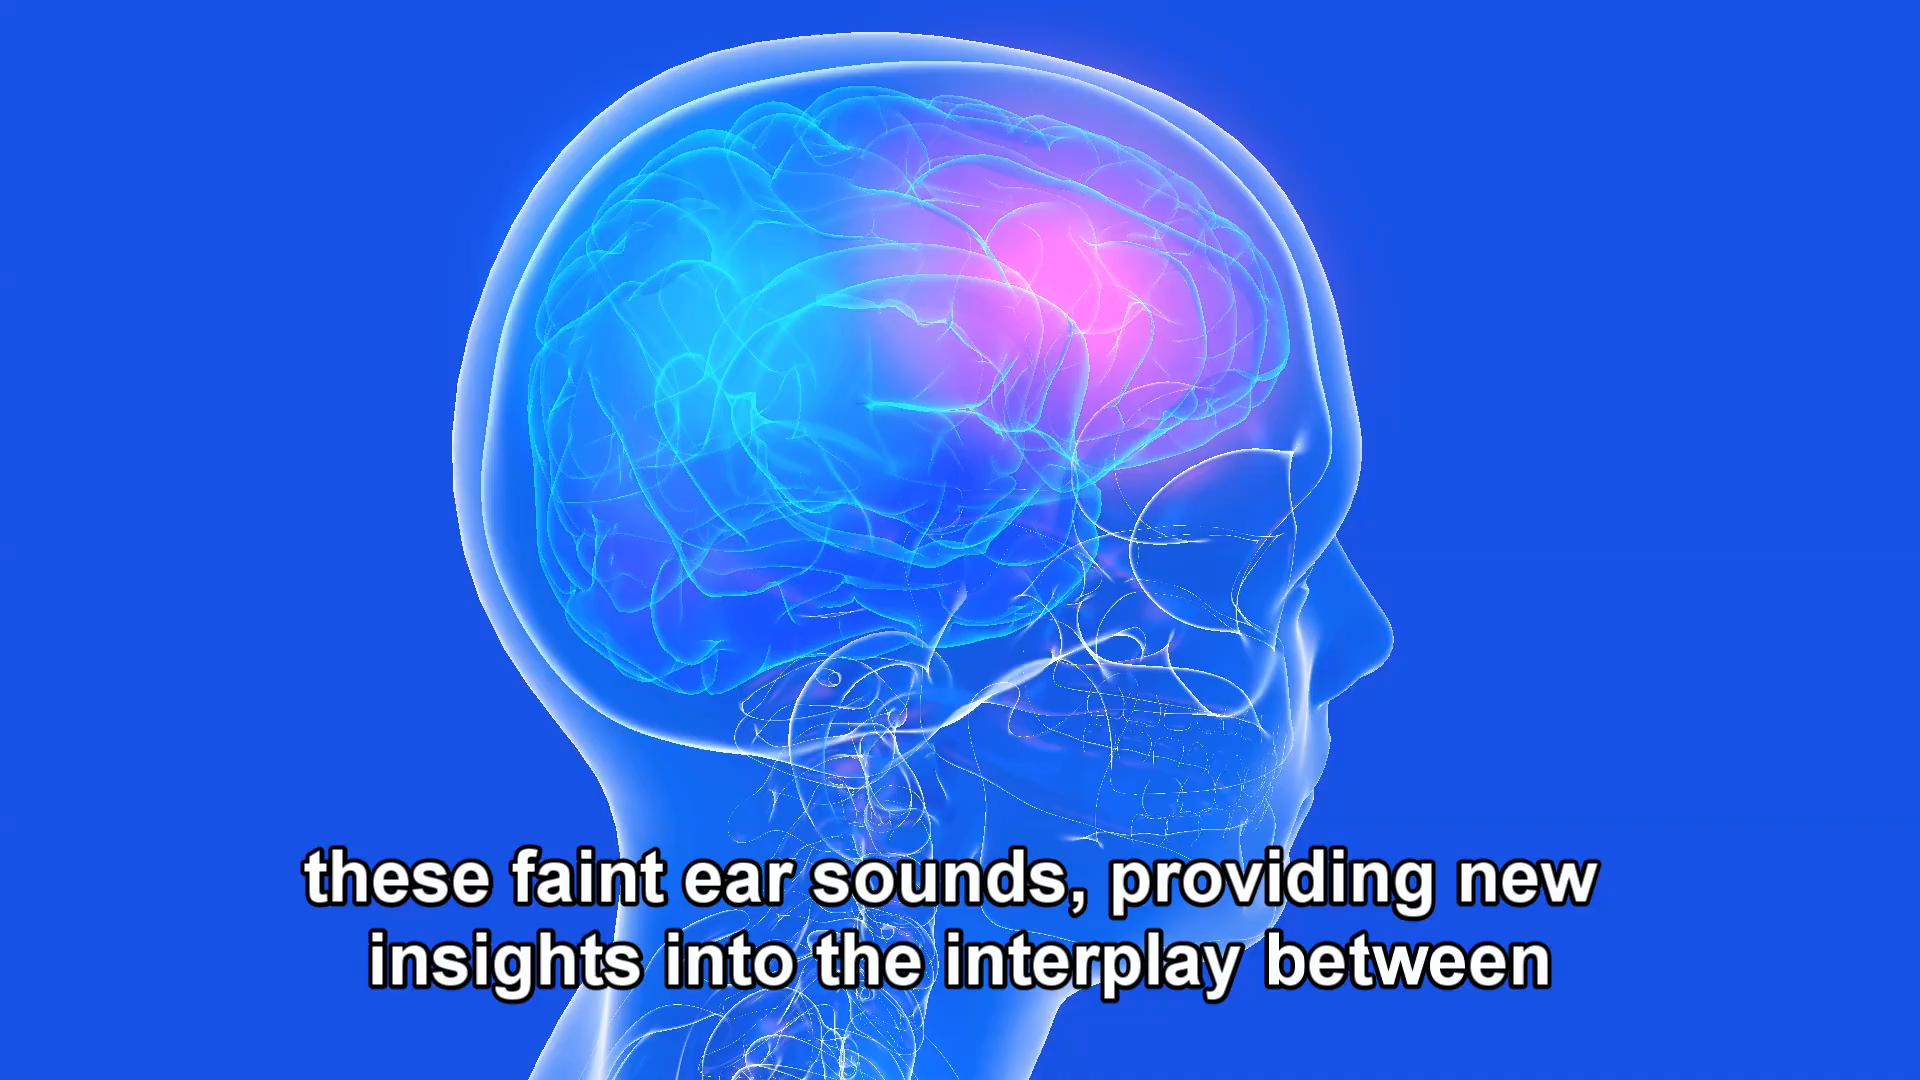 these faint ear sounds, providing new
insights into the interplay between